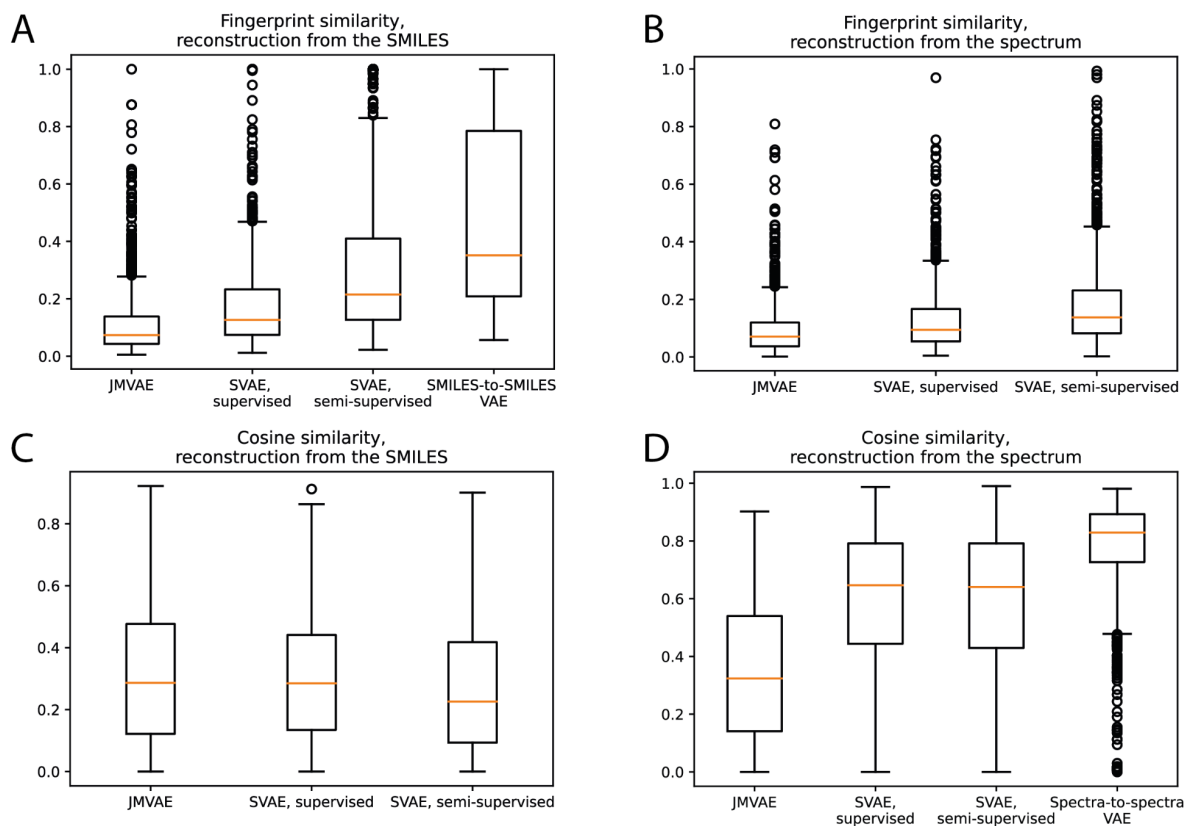 A
Fingerprint similarity,
reconstruction from the SMILES
1.0
0.8
0.6
0.4
0.2
0.0
JMVAE
SVAE,
supervised
SVAE,
semi-supervised
SMILES-to-SMILES
VAE
B
Fingerprint similarity,
reconstruction from the spectrum
1.0
0.8
0.6
0.4
0.2
0.0
JMVAE
SVAE, supervised
SVAE, semi-supervised
C
Cosine similarity,
reconstruction from the SMILES
0.8
0.6
0.4
0.2
0.0
JMVAE
SVAE, supervised
SVAE, semi-supervised
D
Cosine similarity,
reconstruction from the spectrum
1.0
0.8
0.6
0.4
0.2
0.0
JMVAE
SVAE,
supervised
SVAE,
semi-supervised
Spectra-to-spectra
VAE